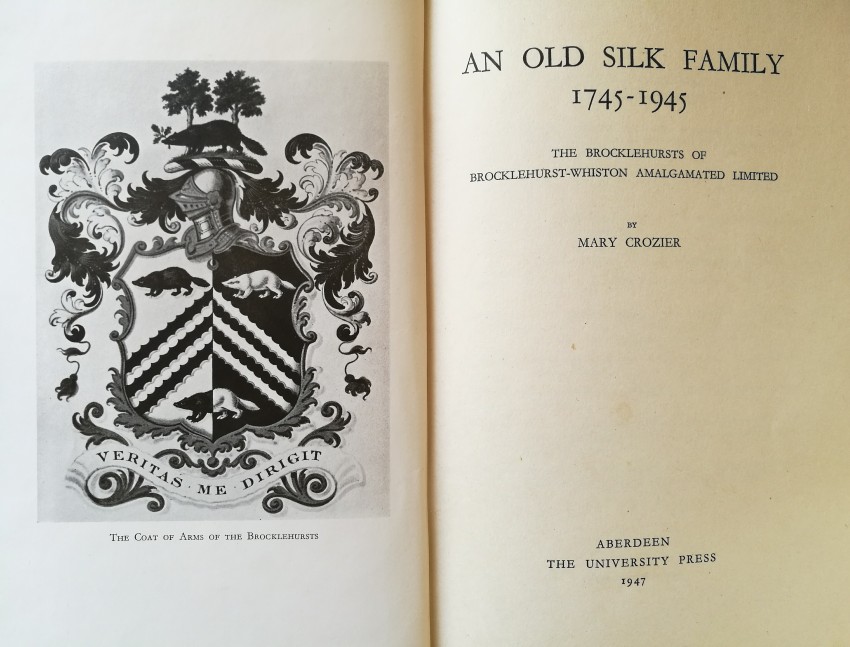 VERITAS · ME · DIRIGIT
THE COAT OF ARMS OF THE BROCKLEHURSTS
AN OLD SILK FAMILY
1745-1945
THE BROCKLEHURSTS OF
BROCKLEHURST-WHISTON AMALGAMATED LIMITED
BY
MARY CROZIER
ABERDEEN
THE UNIVERSITY PRESS
1947